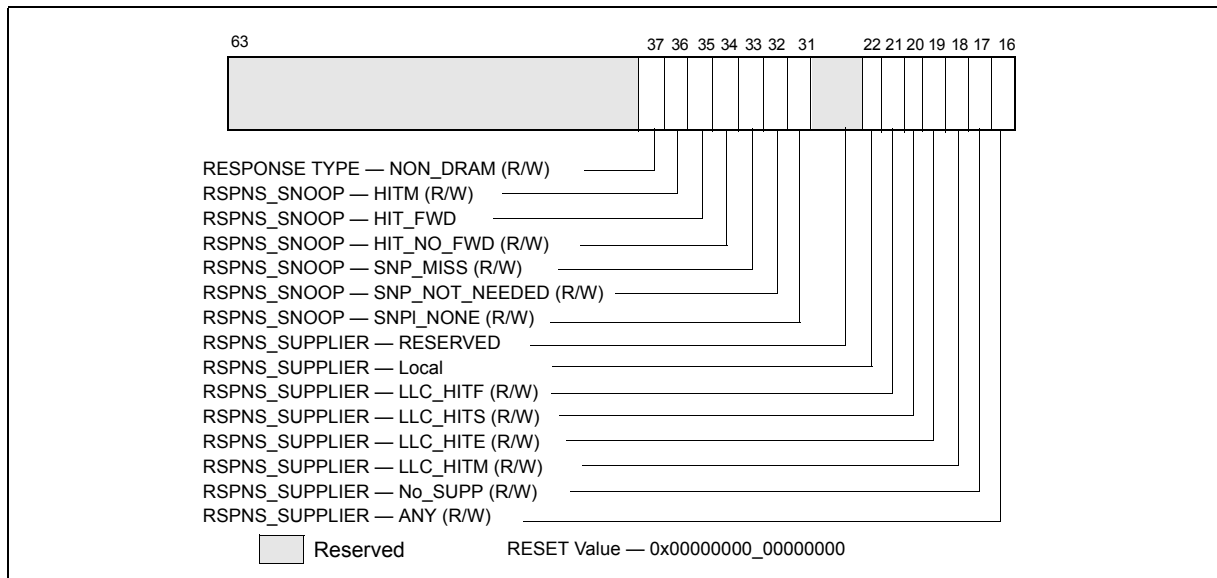 63 37 36 35 34 33 32 31 22 21 20 19 18 17 16
RESPONSE TYPE — NON_DRAM (R/W)
RSPNS_SNOOP — HITM (R/W)
RSPNS_SNOOP — HIT_FWD
RSPNS_SNOOP — HIT_NO_FWD (R/W)
RSPNS_SNOOP — SNP_MISS (R/W)
RSPNS_SNOOP — SNP_NOT_NEEDED (R/W)
RSPNS_SNOOP — SNPl_NONE (R/W)
RSPNS_SUPPLIER — RESERVED
RSPNS_SUPPLIER — Local
RSPNS_SUPPLIER — LLC_HITF (R/W)
RSPNS_SUPPLIER — LLC_HITS (R/W)
RSPNS_SUPPLIER — LLC_HITE (R/W)
RSPNS_SUPPLIER — LLC_HITM (R/W)
RSPNS_SUPPLIER — No_SUPP (R/W)
RSPNS_SUPPLIER — ANY (R/W)
Reserved RESET Value — 0x00000000_00000000